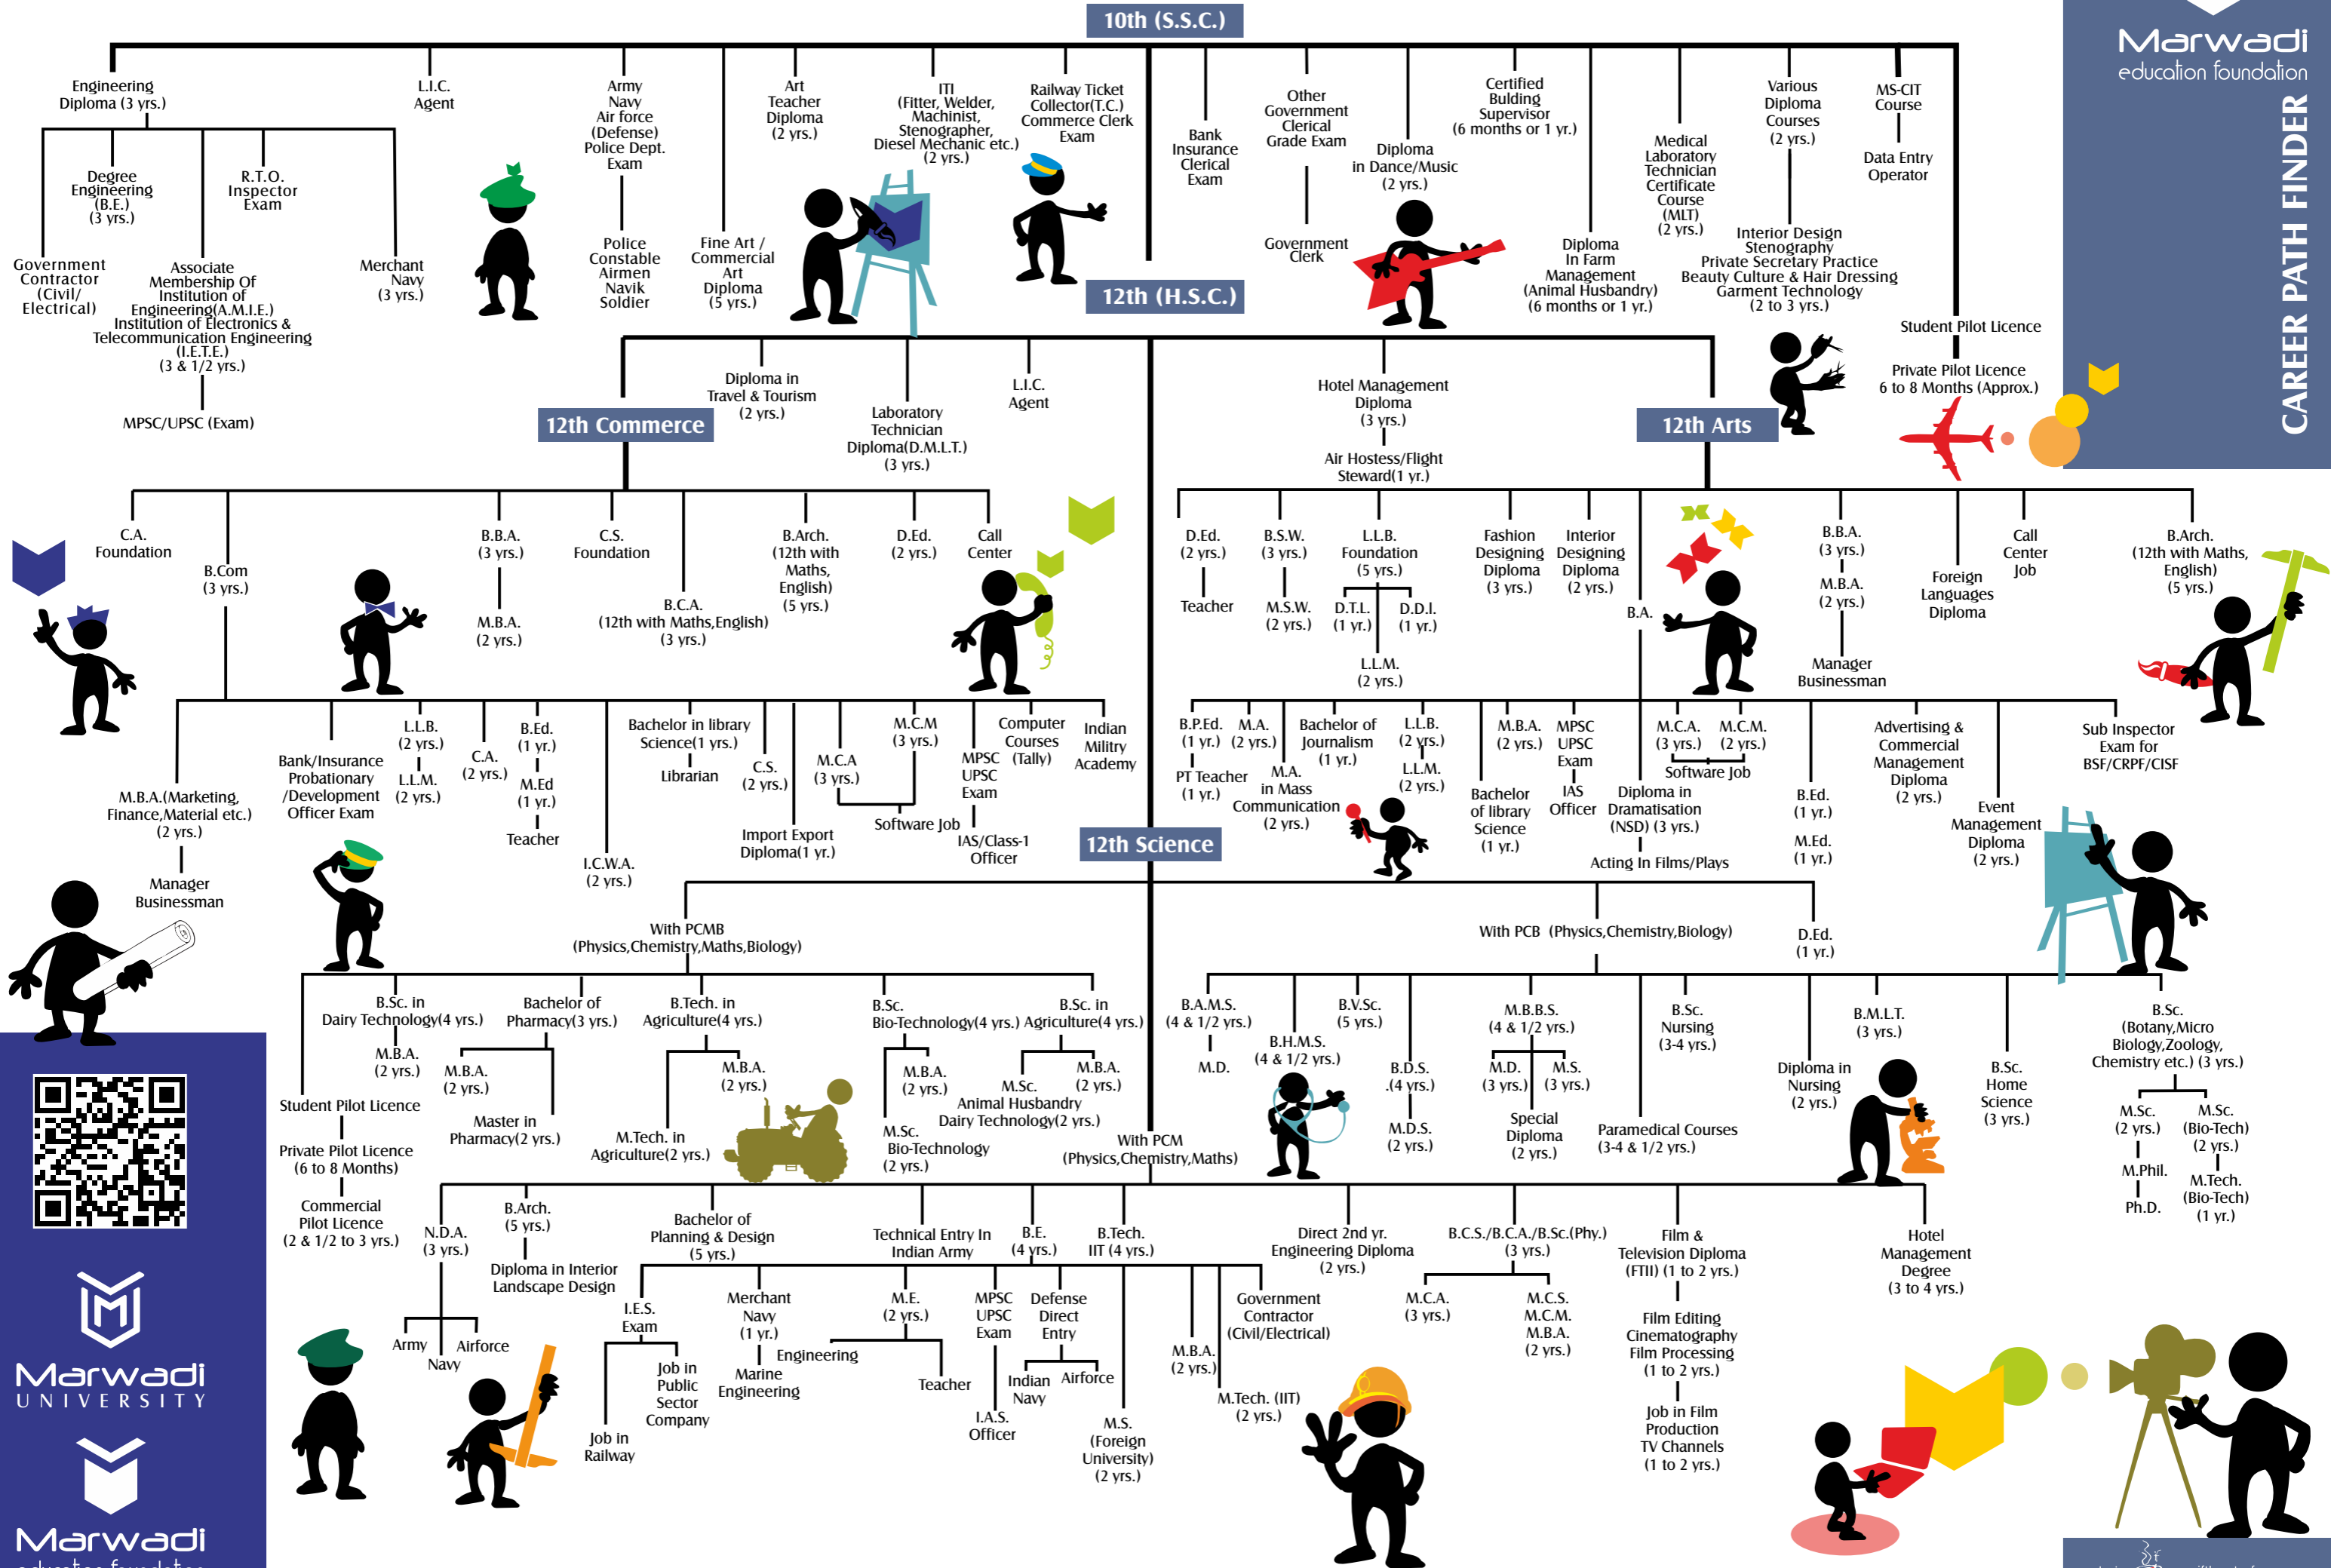 10th (S.S.C.)
Marwadi
education foundation
CAREER PATH FINDER
Engineering
Diploma (3 yrs.)
Government
Contractor
(Civil/
Electrical)
Degree
Engineering
(B.E.)
(3 yrs.)
Associate
Membership Of
Institution of
Engineering(A.M.I.E.)
Institution of Electronics &
Telecommunication Engineering
(I.E.T.E.)
(3 & 1/2 yrs.)
MPSC/UPSC (Exam)
R.T.O.
Inspector
Exam
Merchant
Navy
(3 yrs.)
L.I.C.
Agent
Army
Navy
Air force
(Defense)
Police Dept.
Exam
Police
Constable
Airmen
Navik
Soldier
Fine Art /
Commercial
Art
Diploma
(5 yrs.)
Art
Teacher
Diploma
(2 yrs.)
ITI
(Fitter, Welder,
Machinist,
Stenographer,
Diesel Mechanic etc.)
(2 yrs.)
Railway Ticket
Collector(T.C.)
Commerce Clerk
Exam
Bank
Insurance
Clerical
Exam
Other
Government
Clerical
Grade Exam
Government
Clerk
Diploma
in Dance/Music
(2 yrs.)
Certified
Bulding
Supervisor
(6 months or 1 yr.)
Diploma
In Farm
Management
(Animal Husbandry)
(6 months or 1 yr.)
Medical
Laboratory
Technician
Certificate
Course
(MLT)
(2 yrs.)
Various
Diploma
Courses
(2 yrs.)
Interior Design
Stenography
Private Secretary Practice
Beauty Culture & Hair Dressing
Garment Technology
(2 to 3 yrs.)
MS-CIT
Course
Data Entry
Operator
Student Pilot Licence
Private Pilot Licence
6 to 8 Months (Approx.)
12th (H.S.C.)
12th Commerce
Diploma in
Travel & Tourism
(2 yrs.)
Laboratory
Technician
Diploma(D.M.L.T.)
(3 yrs.)
L.I.C.
Agent
Hotel Management
Diploma
(3 yrs.)
Air Hostess/Flight
Steward(1 yr.)
12th Arts
C.A.
Foundation
B.Com
(3 yrs.)
B.B.A.
(3 yrs.)
M.B.A.
(2 yrs.)
C.S.
Foundation
B.C.A.
(12th with Maths,English)
(3 yrs.)
B.Arch.
(12th with
Maths,
English)
(5 yrs.)
D.Ed.
(2 yrs.)
Call
Center
D.Ed.
(2 yrs.)
Teacher
B.S.W.
(3 yrs.)
M.S.W.
(2 yrs.)
L.L.B.
Foundation
(5 yrs.)
D.T.L.
(1 yr.)
D.D.I.
(1 yr.)
L.L.M.
(2 yrs.)
Fashion
Designing
Diploma
(3 yrs.)
Interior
Designing
Diploma
(2 yrs.)
B.A.
B.B.A.
(3 yrs.)
M.B.A.
(2 yrs.)
Manager
Businessman
Foreign
Languages
Diploma
Call
Center
Job
B.Arch.
(12th with Maths,
English)
(5 yrs.)
M.B.A.(Marketing,
Finance,Material etc.)
(2 yrs.)
Manager
Businessman
Bank/Insurance
Probationary
/Development
Officer Exam
L.L.B.
(2 yrs.)
L.L.M.
(2 yrs.)
C.A.
(2 yrs.)
B.Ed.
(1 yr.)
M.Ed
(1 yr.)
Teacher
I.C.W.A.
(2 yrs.)
Bachelor in library
Science(1 yrs.)
Librarian
C.S.
(2 yrs.)
Import Export
Diploma(1 yr.)
M.C.A
(3 yrs.)
M.C.M
(3 yrs.)
Software Job
MPSC
UPSC
Exam
IAS/Class-1
Officer
Computer
Courses
(Tally)
Indian
Militry
Academy
B.P.Ed.
(1 yr.)
PT Teacher
(1 yr.)
M.A.
(2 yrs.)
M.A.
in Mass
Communication
(2 yrs.)
Bachelor of
Journalism
(1 yr.)
L.L.B.
(2 yrs.)
L.L.M.
(2 yrs.)
Bachelor
of library
Science
(1 yr.)
M.B.A.
(2 yrs.)
MPSC
UPSC
Exam
IAS
Officer
Diploma in
Dramatisation
(NSD) (3 yrs.)
Acting In Films/Plays
M.C.A.
(3 yrs.)
M.C.M.
(2 yrs.)
Software Job
B.Ed.
(1 yr.)
M.Ed.
(1 yr.)
Advertising &
Commercial
Management
Diploma
(2 yrs.)
Event
Management
Diploma
(2 yrs.)
Sub Inspector
Exam for
BSF/CRPF/CISF
12th Science
With PCMB
(Physics,Chemistry,Maths,Biology)
With PCB (Physics,Chemistry,Biology)
D.Ed.
(1 yr.)
Student Pilot Licence
Private Pilot Licence
(6 to 8 Months)
Commercial
Pilot Licence
(2 & 1/2 to 3 yrs.)
B.Sc. in
Dairy Technology(4 yrs.)
M.B.A.
(2 yrs.)
Bachelor of
Pharmacy(3 yrs.)
M.B.A.
(2 yrs.)
Master in
Pharmacy(2 yrs.)
B.Tech. in
Agriculture(4 yrs.)
M.Tech. in
Agriculture(2 yrs.)
M.B.A.
(2 yrs.)
B.Sc.
Bio-Technology(4 yrs.)
M.Sc.
Bio-Technology
(2 yrs.)
M.B.A.
(2 yrs.)
B.Sc. in
Agriculture(4 yrs.)
M.Sc.
Animal Husbandry
Dairy Technology(2 yrs.)
M.B.A.
(2 yrs.)
B.A.M.S.
(4 & 1/2 yrs.)
M.D.
B.H.M.S.
(4 & 1/2 yrs.)
B.V.Sc.
(5 yrs.)
B.D.S.
.(4 yrs.)
M.D.S.
(2 yrs.)
M.B.B.S.
(4 & 1/2 yrs.)
M.D.
(3 yrs.)
M.S.
(3 yrs.)
Special
Diploma
(2 yrs.)
Paramedical Courses
(3-4 & 1/2 yrs.)
B.Sc.
Nursing
(3-4 yrs.)
Diploma in
Nursing
(2 yrs.)
B.M.L.T.
(3 yrs.)
B.Sc.
Home
Science
(3 yrs.)
B.Sc.
(Botany,Micro
Biology,Zoology,
Chemistry etc.) (3 yrs.)
M.Sc.
(2 yrs.)
M.Phil.
Ph.D.
M.Sc.
(Bio-Tech)
(2 yrs.)
M.Tech.
(Bio-Tech)
(1 yr.)
With PCM
(Physics,Chemistry,Maths)
N.D.A.
(3 yrs.)
Army
Navy
Airforce
B.Arch.
(5 yrs.)
Diploma in Interior
Landscape Design
Bachelor of
Planning & Design
(5 yrs.)
Technical Entry In
Indian Army
B.E.
(4 yrs.)
B.Tech.
IIT (4 yrs.)
Direct 2nd yr.
Engineering Diploma
(2 yrs.)
B.C.S./B.C.A./B.Sc.(Phy.)
(3 yrs.)
M.C.A.
(3 yrs.)
M.C.S.
M.C.M.
M.B.A.
(2 yrs.)
Film &
Television Diploma
(FTII) (1 to 2 yrs.)
Film Editing
Cinematography
Film Processing
(1 to 2 yrs.)
Job in Film
Production
TV Channels
(1 to 2 yrs.)
Hotel
Management
Degree
(3 to 4 yrs.)
I.E.S.
Exam
Job in
Railway
Job in
Public
Sector
Company
Merchant
Navy
(1 yr.)
Marine
Engineering
M.E.
(2 yrs.)
Engineering
Teacher
MPSC
UPSC
Exam
I.A.S.
Officer
Defense
Direct
Entry
Indian
Navy
Airforce
M.S.
(Foreign
University)
(2 yrs.)
M.B.A.
(2 yrs.)
M.Tech. (IIT)
(2 yrs.)
Government
Contractor
(Civil/Electrical)
Marwadi
UNIVERSITY
Marwadi